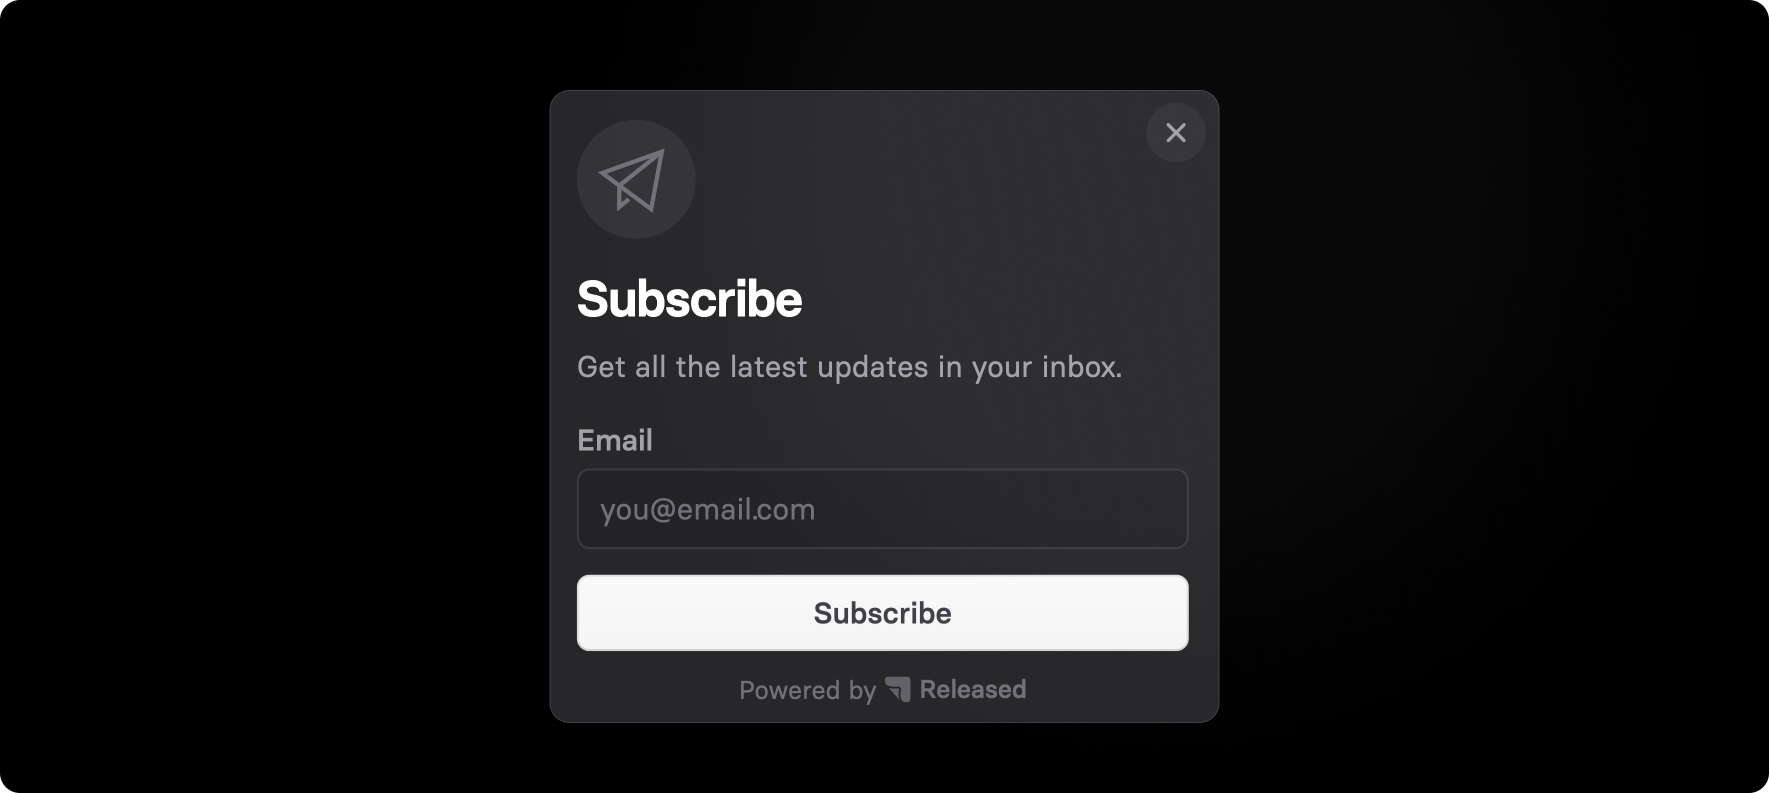 Subscribe
Get all the latest updates in your inbox.
Email
you@email.com
Subscribe
Powered by Released